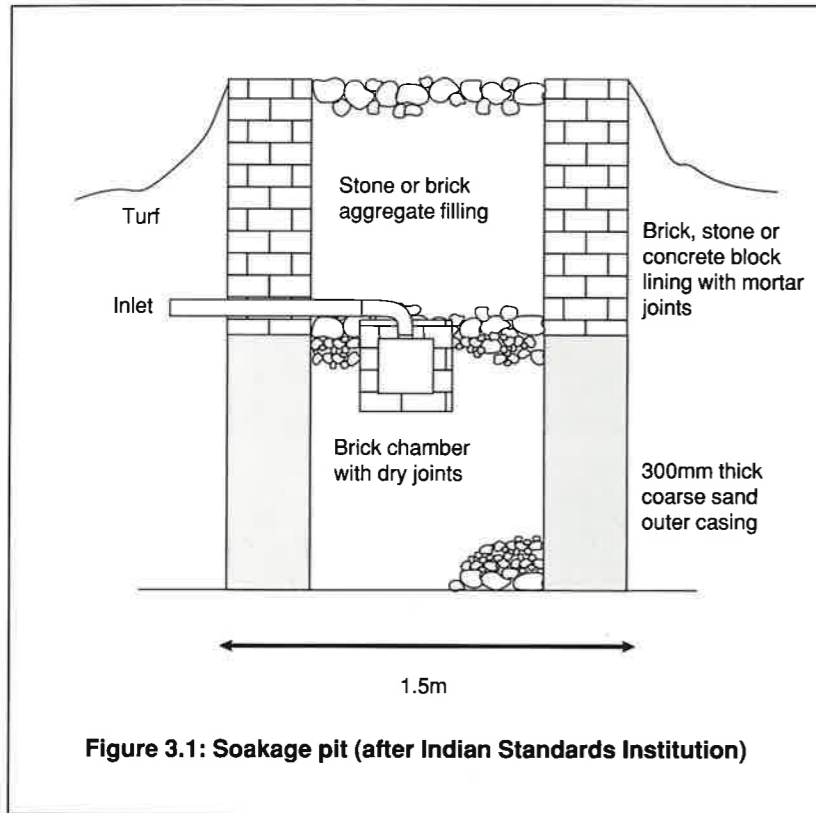 Stone or brick
aggregate filling
Turf
Brick, stone or
concrete block
lining with mortar
joints
Inlet
Brick chamber
with dry joints
300mm thick
coarse sand
outer casing
1.5m
Figure 3.1: Soakage pit (after Indian Standards Institution)